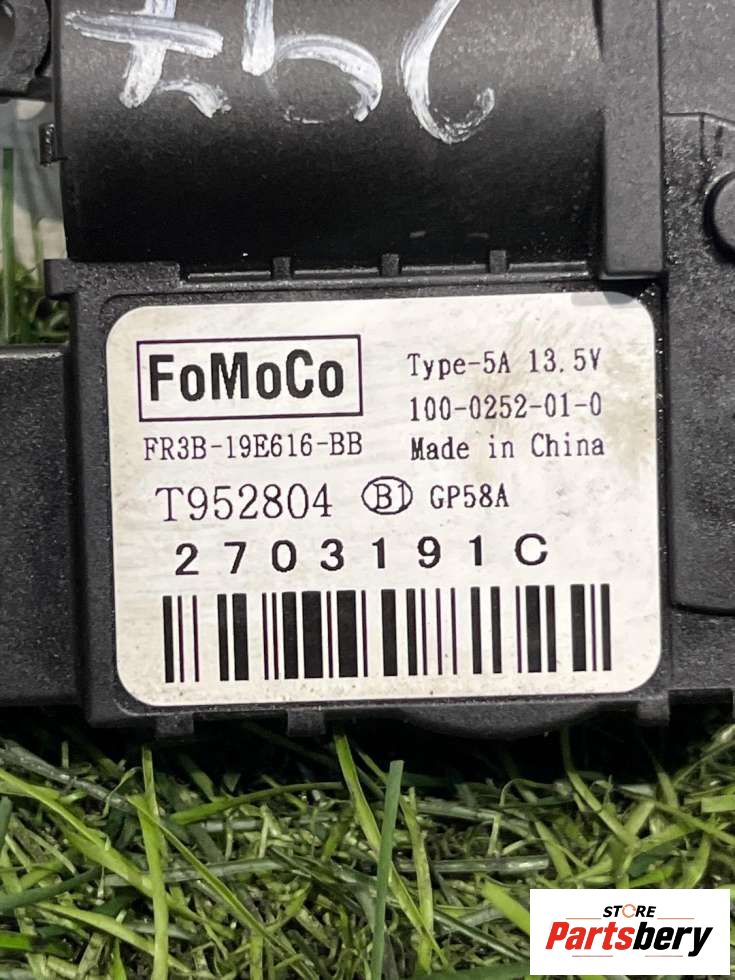 FoMoCo
Type-5A 13.5V
100-0252-01-0
FR3B-19E616-BB
Made in China
T952804 B1 GP58A
2703191C
STORE
Partsbery